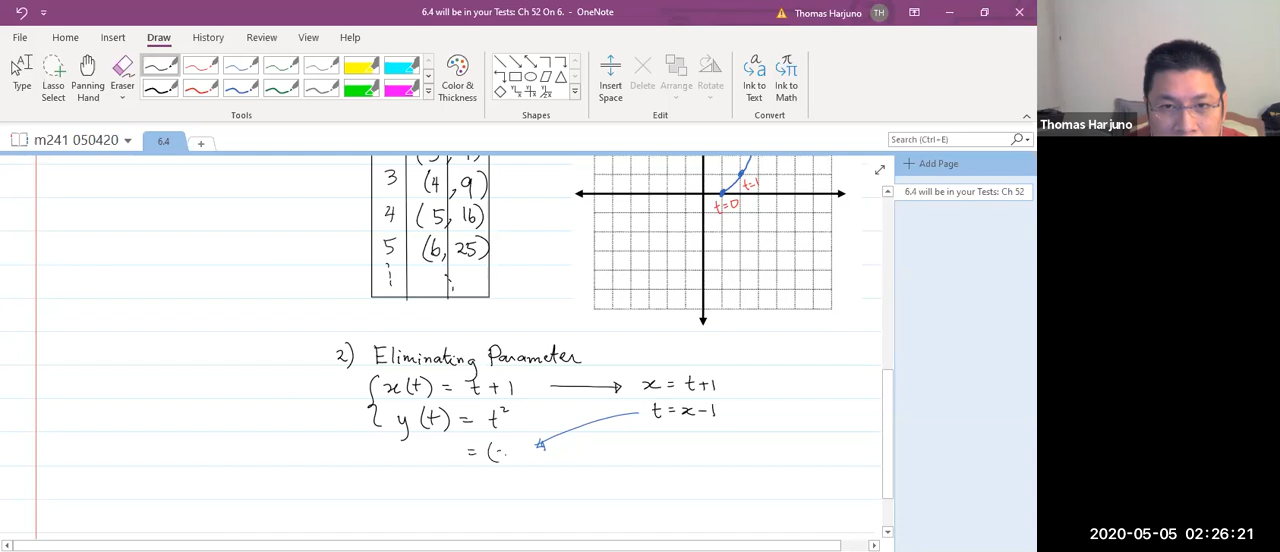 6.4 will be in your Tests: Ch 52 On 6. - OneNote
Thomas Harjuno
TH
File
Home
Insert
Draw
History
Review
View
Help
Type
Lasso Select
Panning Hand
Eraser
Color & Thickness
Insert Space
Delete
Arrange
Rotate
Ink to Text
Ink to Math
Tools
Shapes
Edit
Convert
m241 050420
6.4
Search (Ctrl+E)
Add Page
6.4 will be in your Tests: Ch 52
3 (4, 9)
4 (5, 16)
5 (6, 25)
t=1
t=0
2) Eliminating Parameter
x(t) = t + 1 → x = t+1
y(t) = t² t = x-1
= (
Thomas Harjuno
2020-05-05 02:26:21